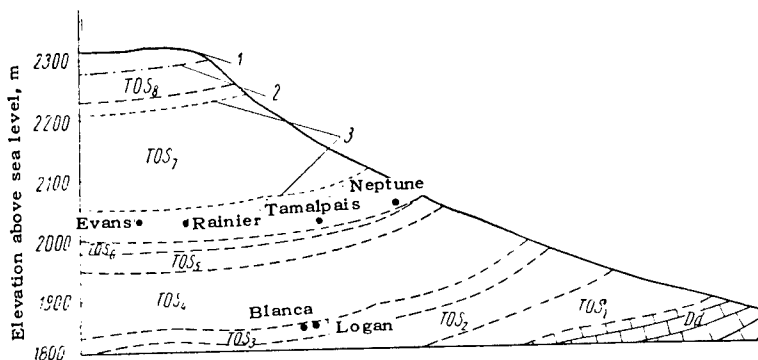 Elevation above sea level, m
2300
2200
2100
2000
1900
1800
1
2
3
TOS₈
TOS₇
TOS₆
TOS₅
TOS₄
TOS₃
TOS₂
TOS₁
Dd
Neptune
Tamalpais
Evans
Rainier
Blanca
Logan